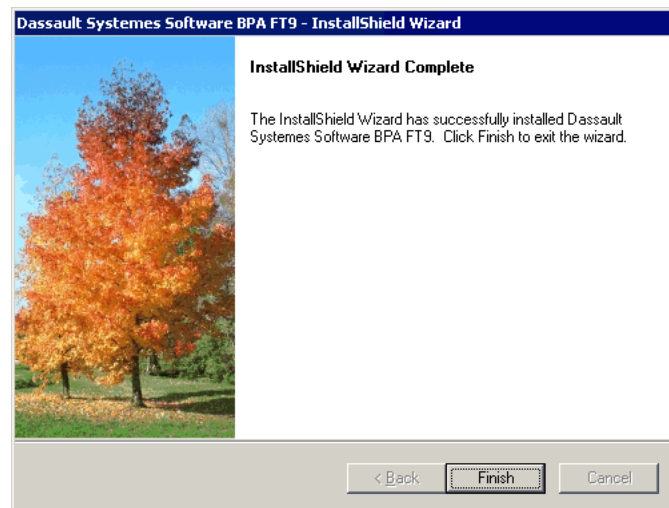 Dassault Systemes Software BPA FT9 - InstallShield Wizard
InstallShield Wizard Complete
The InstallShield Wizard has successfully installed Dassault
Systemes Software BPA FT9. Click Finish to exit the wizard.
< Back
Finish
Cancel